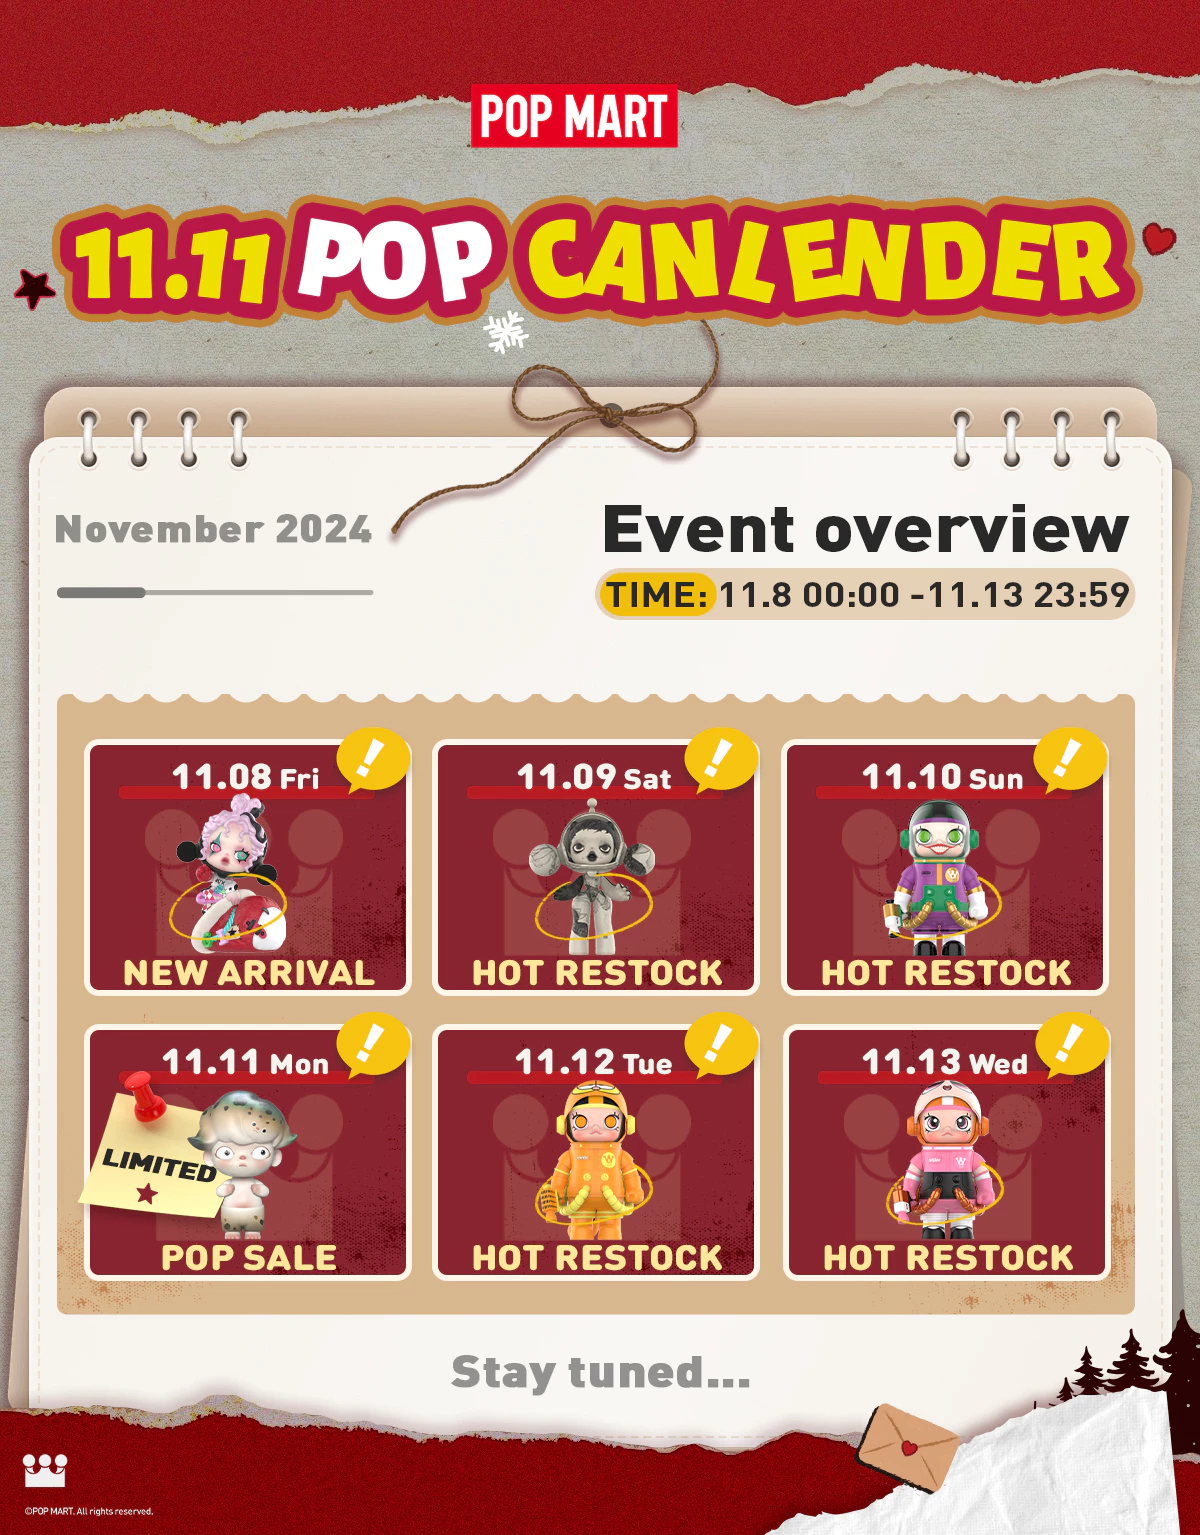 POP MART
11.11 POP CANLENDER
November 2024
Event overview
TIME: 11.8 00:00 -11.13 23:59
11.08 Fri
NEW ARRIVAL
11.09 Sat
HOT RESTOCK
11.10 Sun
HOT RESTOCK
11.11 Mon
LIMITED
POP SALE
11.12 Tue
HOT RESTOCK
11.13 Wed
HOT RESTOCK
Stay tuned...
©POP MART. All rights reserved.